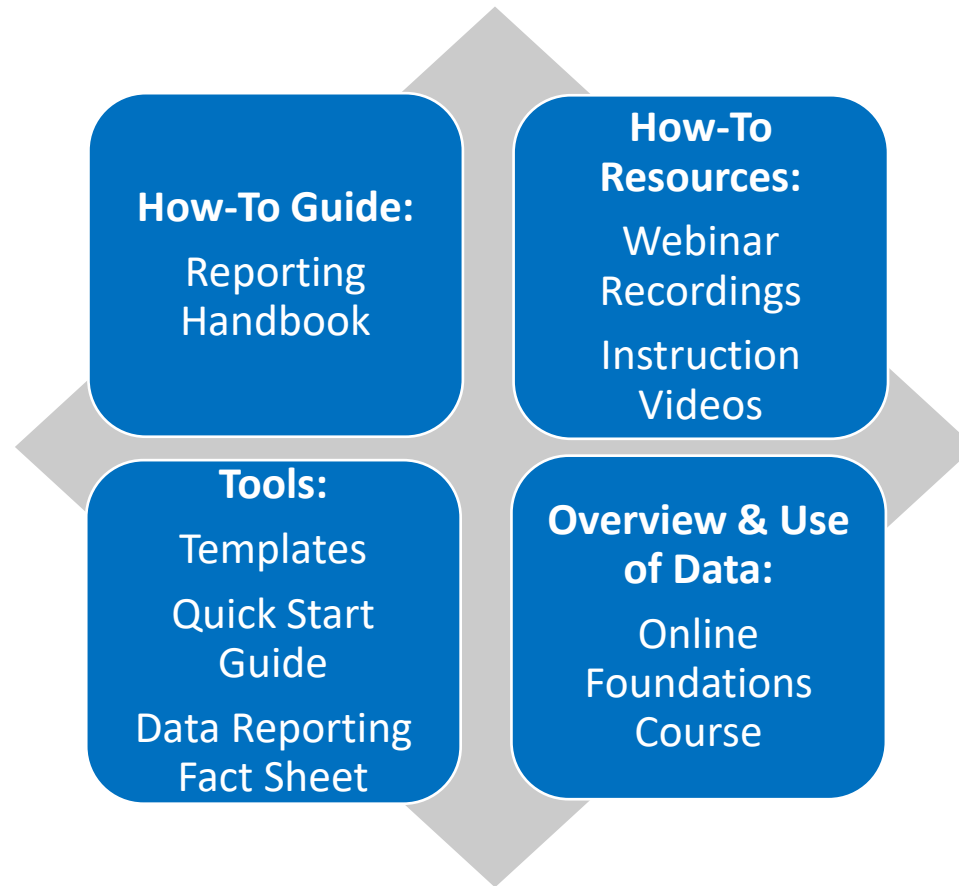 How-To Guide:
Reporting
Handbook
How-To
Resources:
Webinar
Recordings
Instruction
Videos
Tools:
Templates
Quick Start
Guide
Data Reporting
Fact Sheet
Overview & Use
of Data:
Online
Foundations
Course